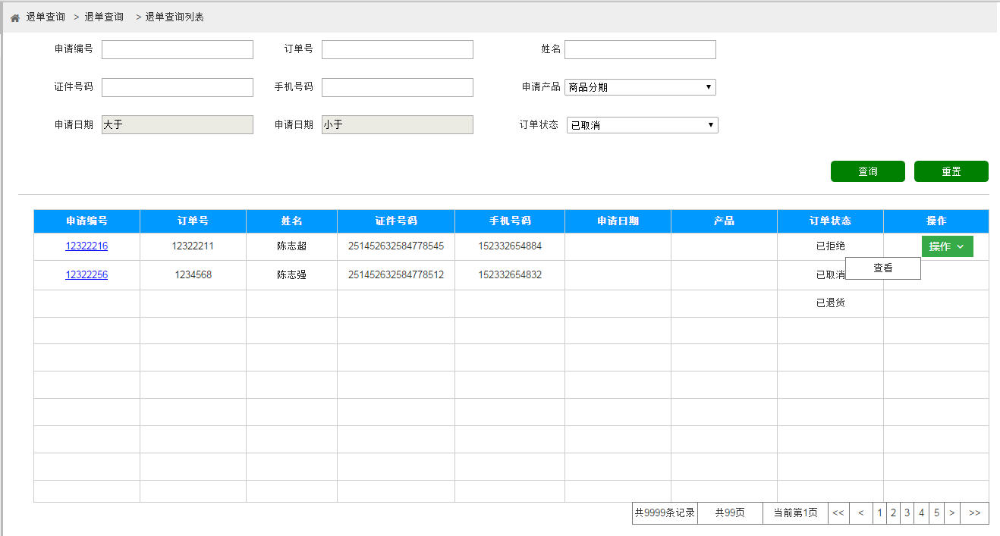 退单查询 > 退单查询 > 退单查询列表
申请编号 订单号 姓名
证件号码 手机号码 申请产品 商品分期
申请日期 大于 申请日期 小于 订单状态 已取消
查询 重置
申请编号 订单号 姓名 证件号码 手机号码 申请日期 产品 订单状态 操作
12322216 12322211 陈志超 251452632584778545 152332654884 已拒绝 操作
查看
12322256 1234568 陈志强 251452632584778512 152332654832 已取消
已退货
共9999条记录 共99页 当前第1页 << < 1 2 3 4 5 > >>